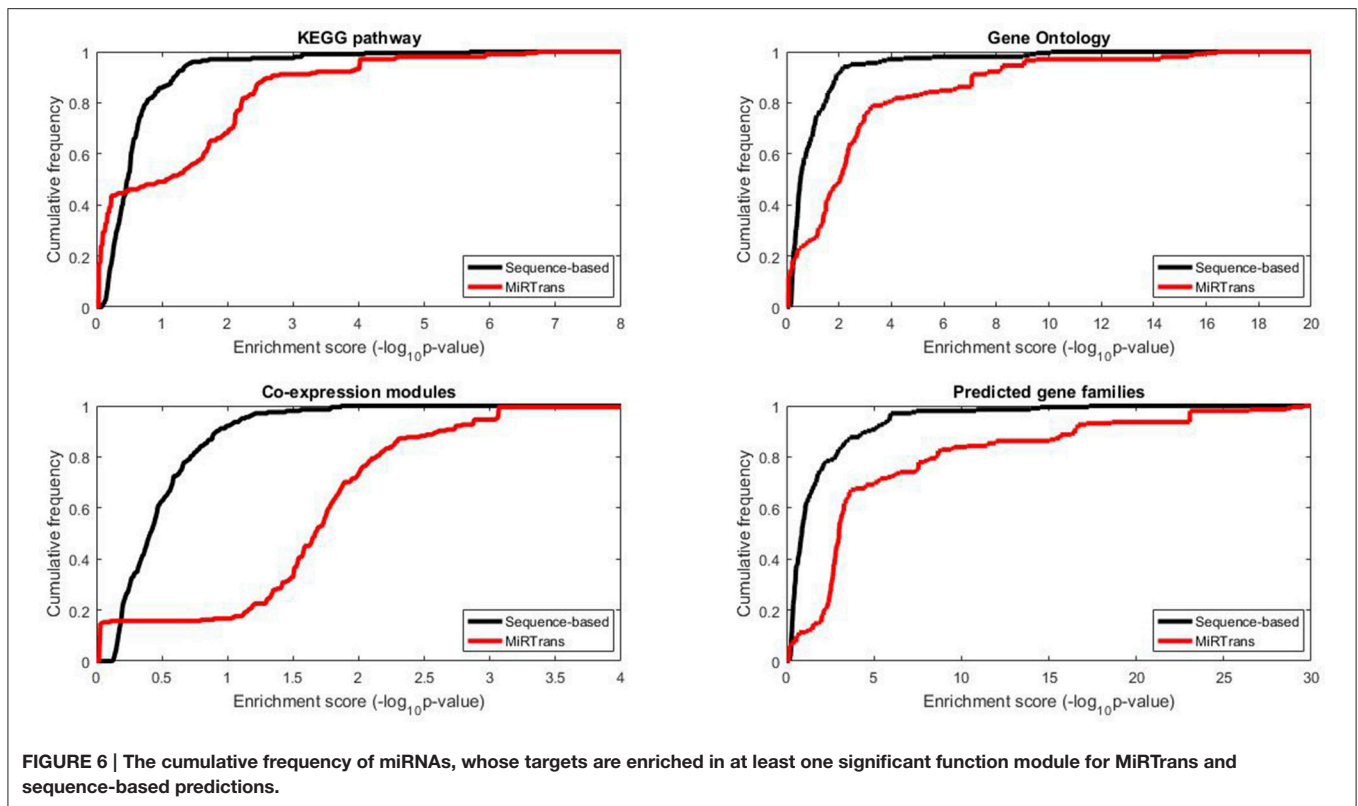 KEGG pathway
Cumulative frequency
1
0.8
0.6
0.4
0.2
0
0 1 2 3 4 5 6 7 8
Enrichment score (-log10p-value)
Sequence-based
MiRTrans
Gene Ontology
Cumulative frequency
1
0.8
0.6
0.4
0.2
0
0 2 4 6 8 10 12 14 16 18 20
Enrichment score (-log10p-value)
Sequence-based
MiRTrans
Co-expression modules
Cumulative frequency
1
0.8
0.6
0.4
0.2
0
0 0.5 1 1.5 2 2.5 3 3.5 4
Enrichment score (-log10p-value)
Sequence-based
MiRTrans
Predicted gene families
Cumulative frequency
1
0.8
0.6
0.4
0.2
0
0 5 10 15 20 25 30
Enrichment score (-log10p-value)
Sequence-based
MiRTrans
FIGURE 6 | The cumulative frequency of miRNAs, whose targets are enriched in at least one significant function module for MiRTrans and
sequence-based predictions.